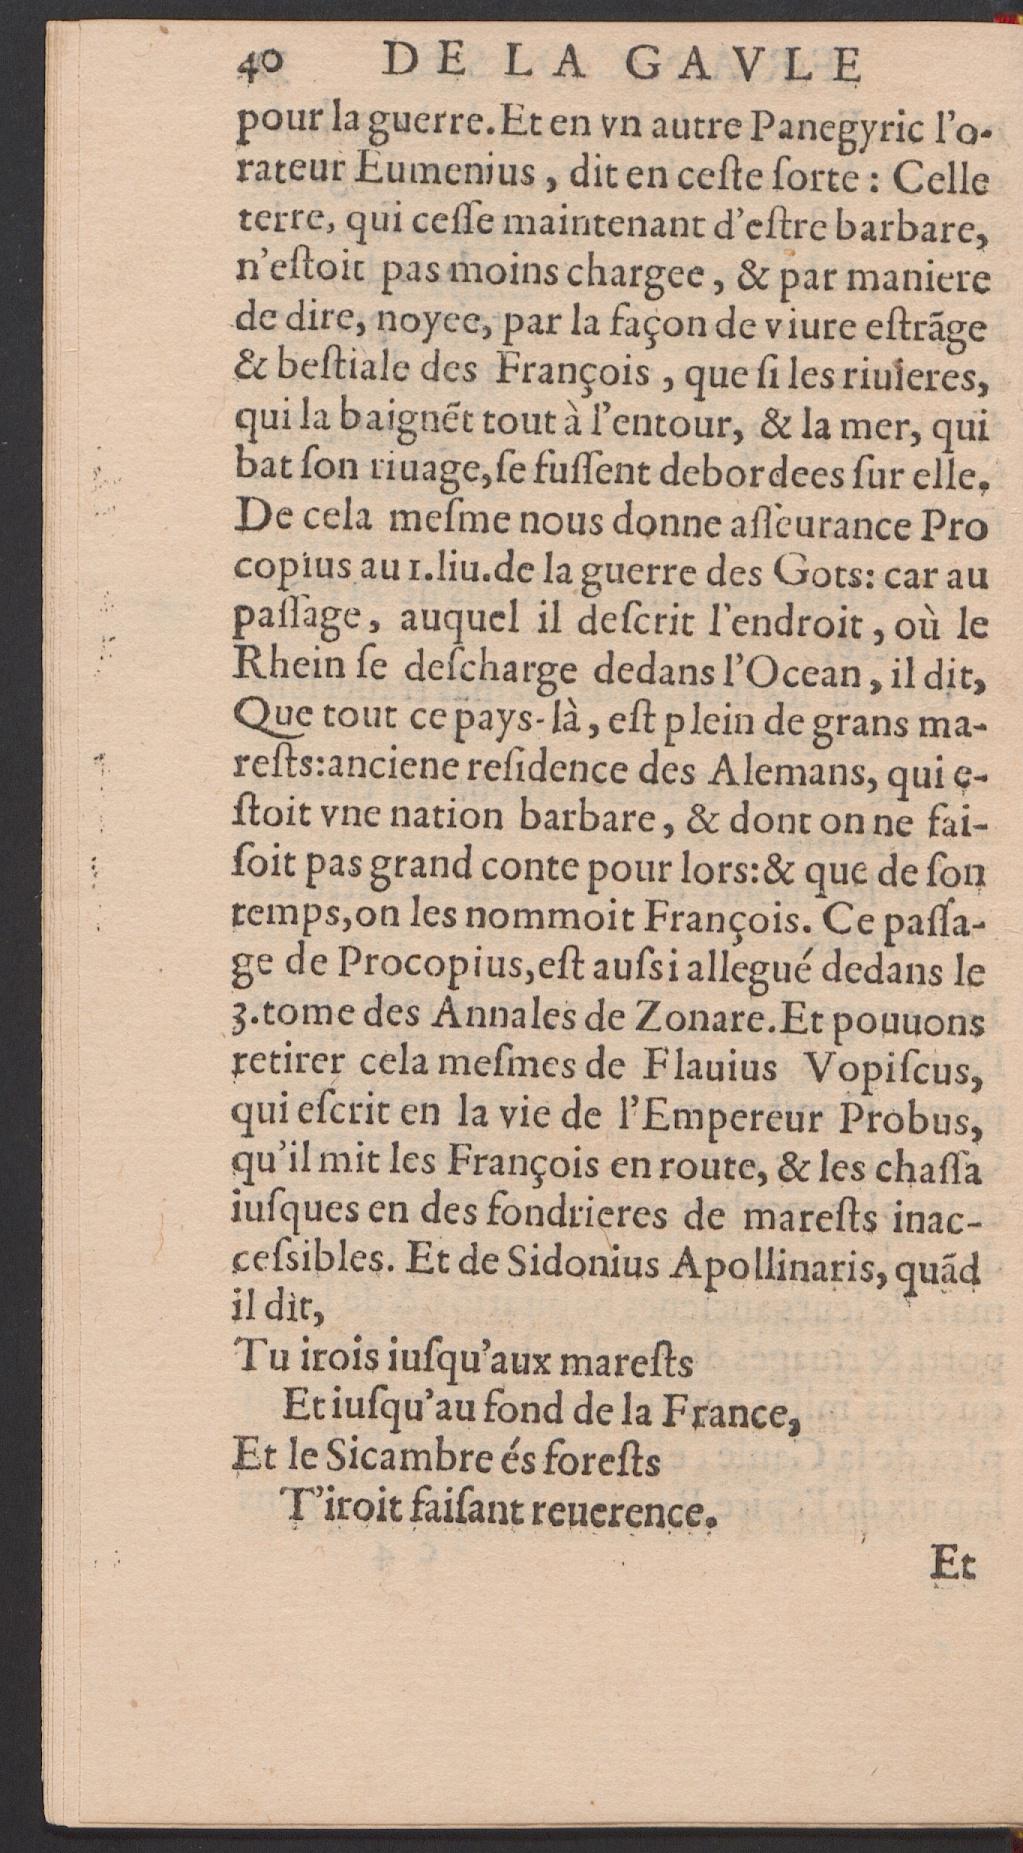 40 DE LA GAVLE
pour la guerre. Et en vn autre Panegyric l'o-
rateur Eumenius, dit en ceſte ſorte : Celle
terre, qui ceſſe maintenant d'eſtre barbare,
n'eſtoit pas moins chargee, & par maniere
de dire, noyee, par la façon de viure eſtrãge
& beſtiale des François, que ſi les riuieres,
qui la baignẽt tout à l'entour, & la mer, qui
bat ſon riuage, ſe fuſſent debordees ſur elle.
De cela meſme nous donne aſſeurance Pro
copius au 1. liu. de la guerre des Gots: car au
paſſage, auquel il deſcrit l'endroit, où le
Rhein ſe deſcharge dedans l'Ocean, il dit,
Que tout ce pays-là, eſt plein de grans ma-
reſts: anciene reſidence des Alemans, qui e-
ſtoit vne nation barbare, & dont on ne fai-
ſoit pas grand conte pour lors: & que de ſon
temps, on les nommoit François. Ce paſſa-
ge de Procopius, eſt auſsi allegué dedans le
3. tome des Annales de Zonare. Et pouuons
retirer cela meſmes de Flauius Vopiſcus,
qui eſcrit en la vie de l'Empereur Probus,
qu'il mit les François en route, & les chaſſa
iuſques en des fondrieres de mareſts inac-
ceſsibles. Et de Sidonius Apollinaris, quãd
il dit,
Tu irois iuſqu'aux mareſts
Et iuſqu'au fond de la France,
Et le Sicambre és foreſts
T'iroit faiſant reuerence.
Et